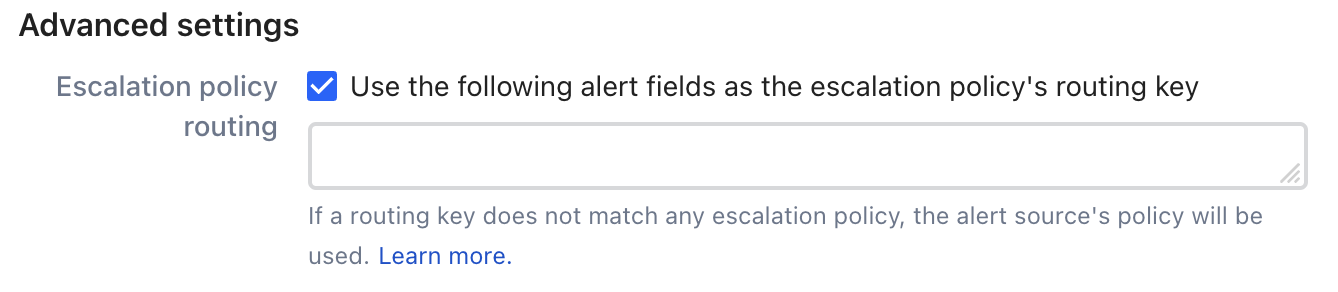 Advanced settings
Escalation policy
routing
Use the following alert fields as the escalation policy's routing key
If a routing key does not match any escalation policy, the alert source's policy will be
used. Learn more.